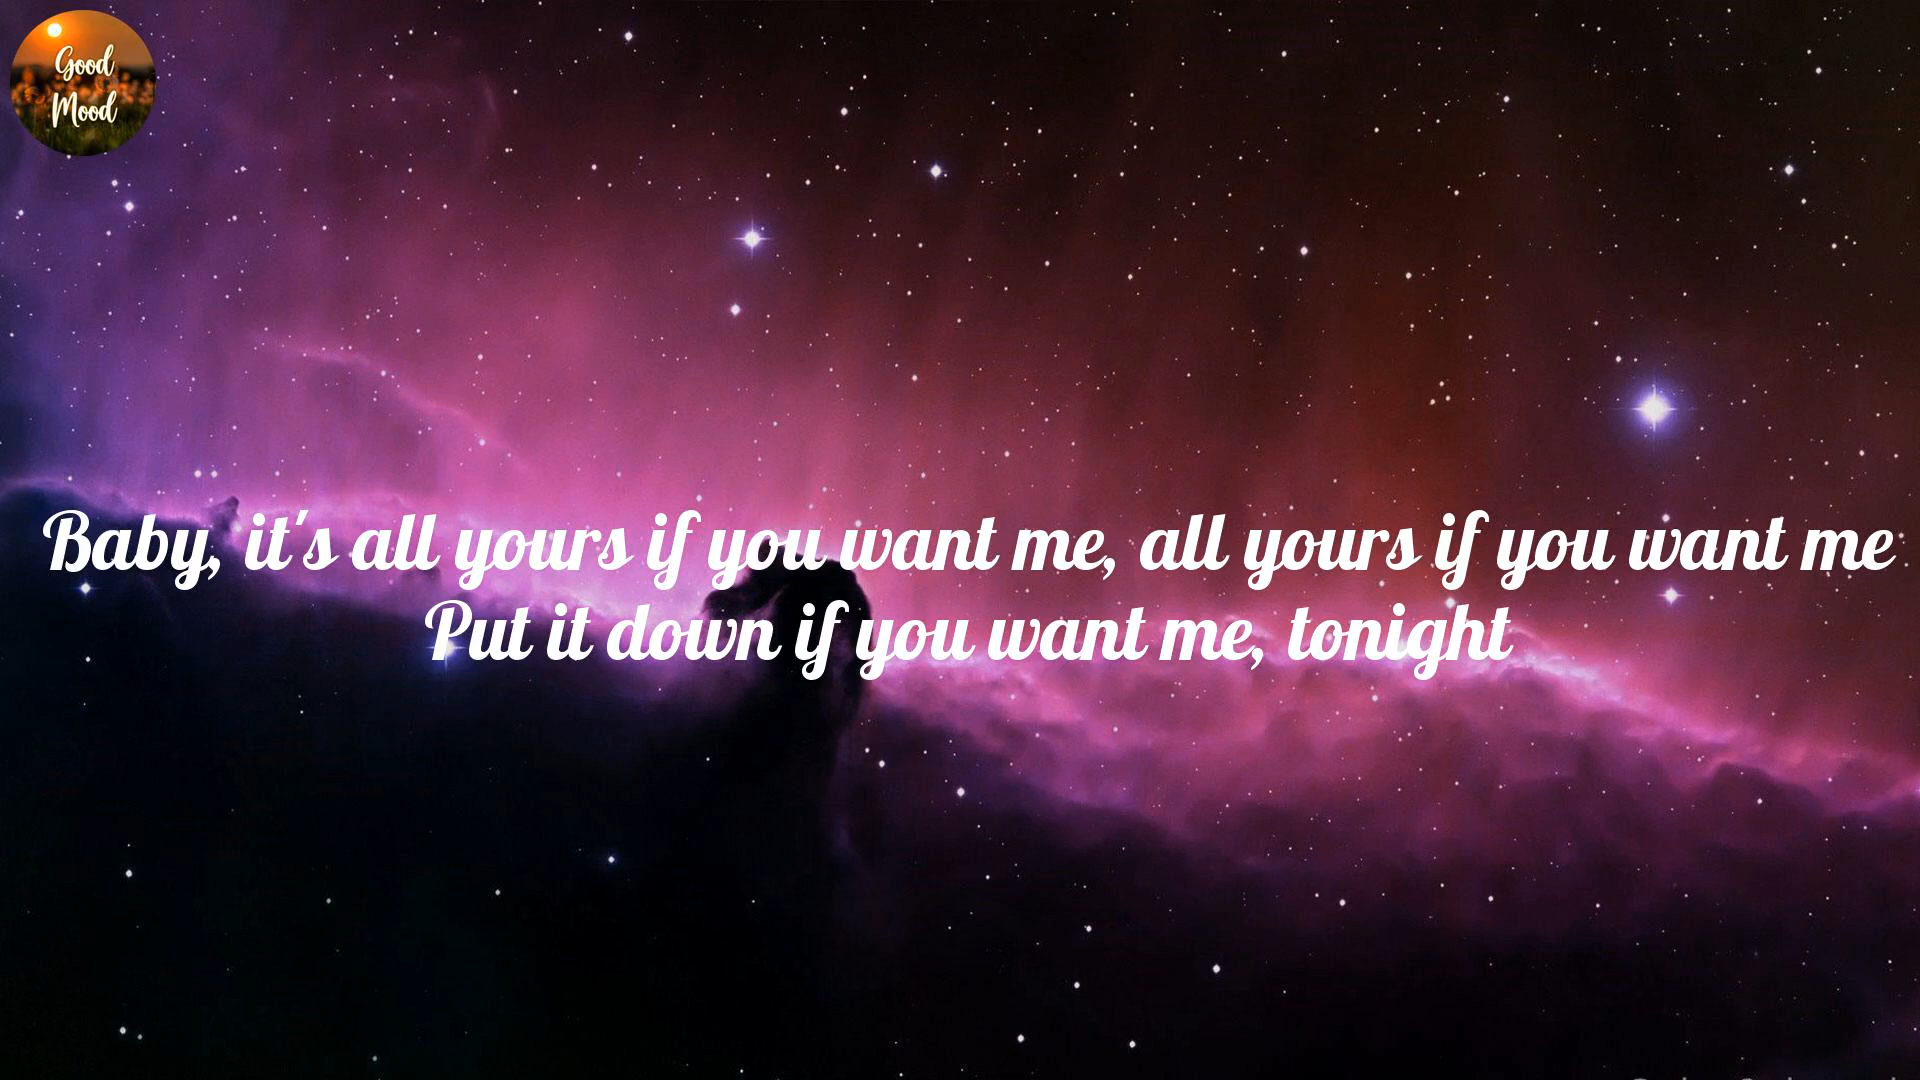 Good
Mood
Baby, it's all yours if you want me, all yours if you want me
Put it down if you want me, tonight